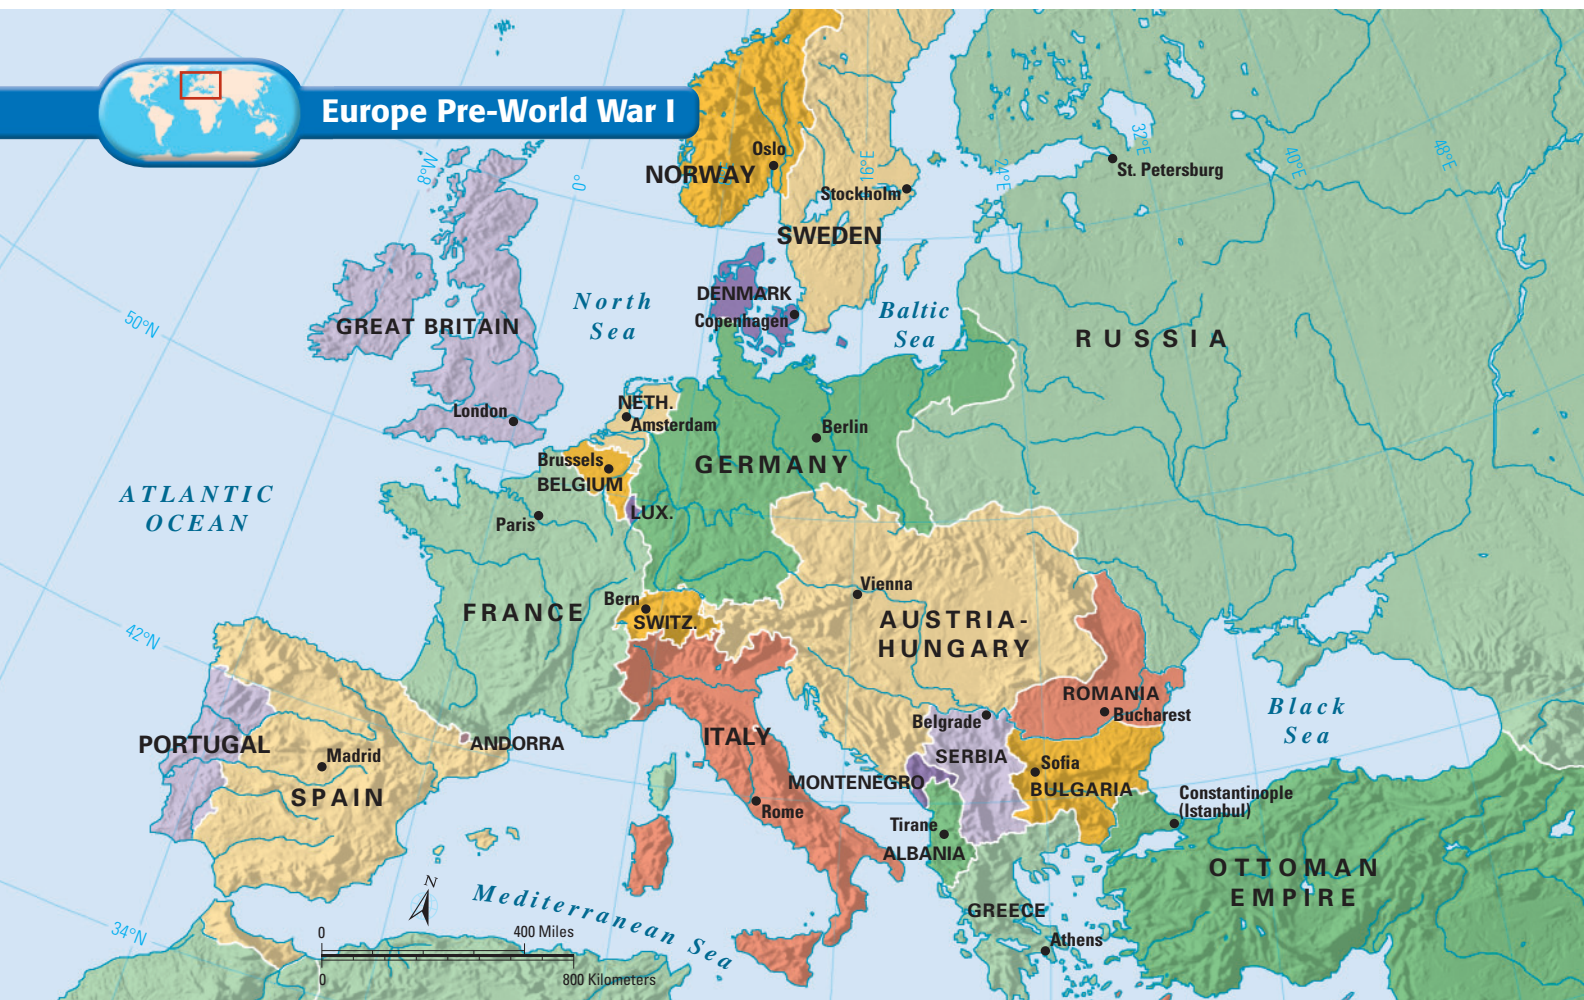 Europe Pre-World War I
8°W
0°
16°E
24°E
32°E
40°E
48°E
50°N
42°N
34°N
NORWAY
Oslo
Stockholm
SWEDEN
St. Petersburg
North
Sea
DENMARK
Copenhagen
Baltic
Sea
RUSSIA
GREAT BRITAIN
London
NETH.
Amsterdam
Berlin
GERMANY
Brussels
BELGIUM
LUX.
ATLANTIC
OCEAN
Paris
FRANCE
Bern
SWITZ.
Vienna
AUSTRIA-
HUNGARY
ROMANIA
Bucharest
Black
Sea
Belgrade
SERBIA
Sofia
BULGARIA
MONTENEGRO
ITALY
Rome
ANDORRA
PORTUGAL
Madrid
SPAIN
Tirane
ALBANIA
Constantinople
(Istanbul)
OTTOMAN
EMPIRE
GREECE
Athens
Mediterranean Sea
N
0
400 Miles
0
800 Kilometers